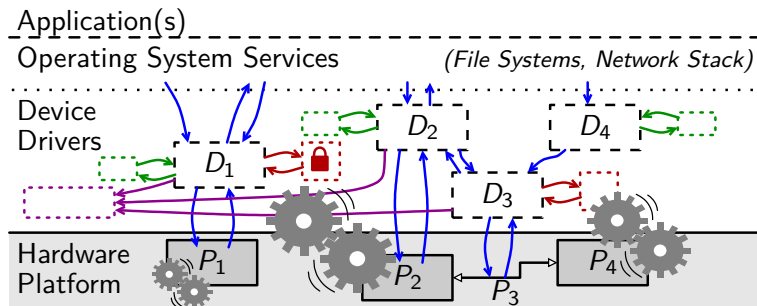 Application(s)
Operating System Services (File Systems, Network Stack)
Device
Drivers
D1
D2
D3
D4
Hardware
Platform
P1
P2
P3
P4